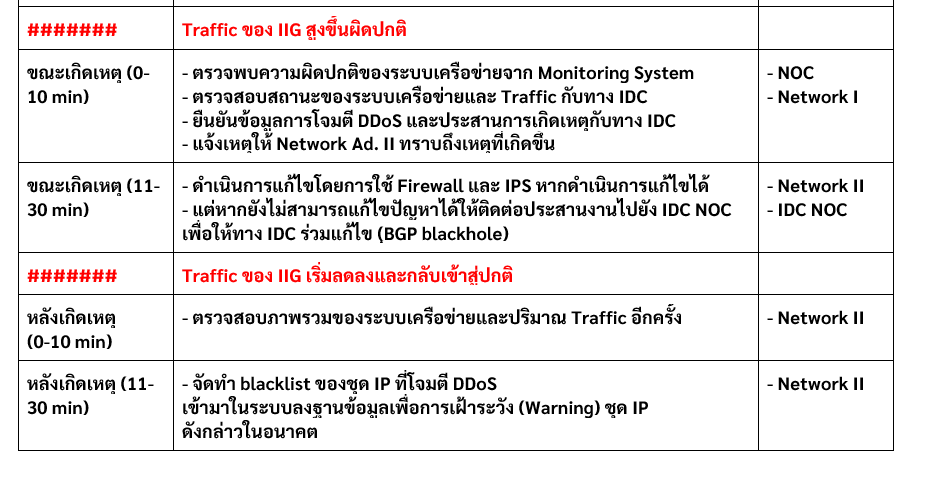 #######
Traffic ของ IIG สูงขึ้นผิดปกติ
ขณะเกิดเหตุ (0-
10 min)
- ตรวจพบความผิดปกติของระบบเครือข่ายจาก Monitoring System
- ตรวจสอบสถานะของระบบเครือข่ายและ Traffic กับทาง IDC
- ยืนยันข้อมูลการโจมตี DDoS และประสานการเกิดเหตุกับทาง IDC
- แจ้งเหตุให้ Network Ad. II ทราบถึงเหตุที่เกิดขึ้น
- NOC
- Network I
ขณะเกิดเหตุ (11-
30 min)
- ดำเนินการแก้ไขโดยการใช้ Firewall และ IPS หากดำเนินการแก้ไขได้
- แต่หากยังไม่สามารถแก้ไขปัญหาได้ให้ติดต่อประสานงานไปยัง IDC NOC
เพื่อให้ทาง IDC ร่วมแก้ไข (BGP blackhole)
- Network II
- IDC NOC
#######
Traffic ของ IIG เริ่มลดลงและกลับเข้าสู่ปกติ
หลังเกิดเหตุ
(0-10 min)
- ตรวจสอบภาพรวมของระบบเครือข่ายและปริมาณ Traffic อีกครั้ง
- Network II
หลังเกิดเหตุ (11-
30 min)
- จัดทำ blacklist ของชุด IP ที่โจมตี DDoS
เข้ามาในระบบลงฐานข้อมูลเพื่อการเฝ้าระวัง (Warning) ชุด IP
ดังกล่าวในอนาคต
- Network II